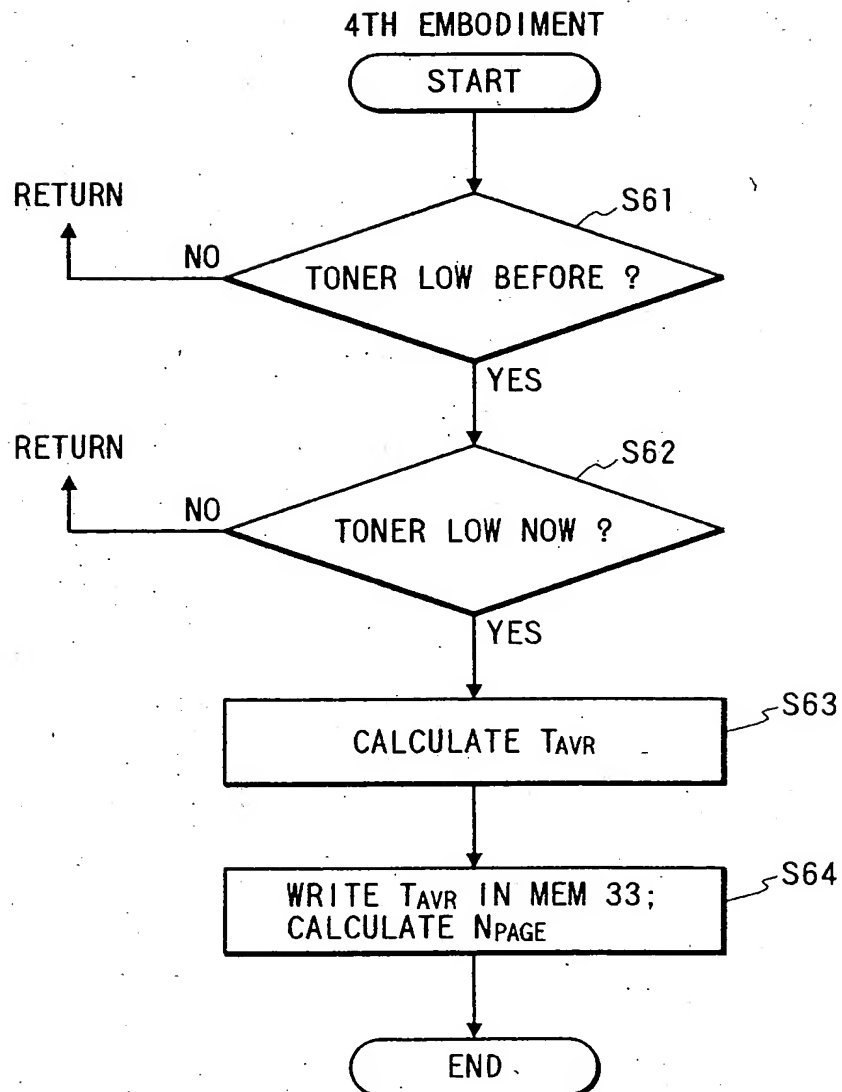 4TH EMBODIMENT
START
RETURN
S61
NO
TONER LOW BEFORE ?
YES
RETURN
S62
NO
TONER LOW NOW ?
YES
S63
CALCULATE TAVR
S64
WRITE TAVR IN MEM 33;
CALCULATE NPAGE
END